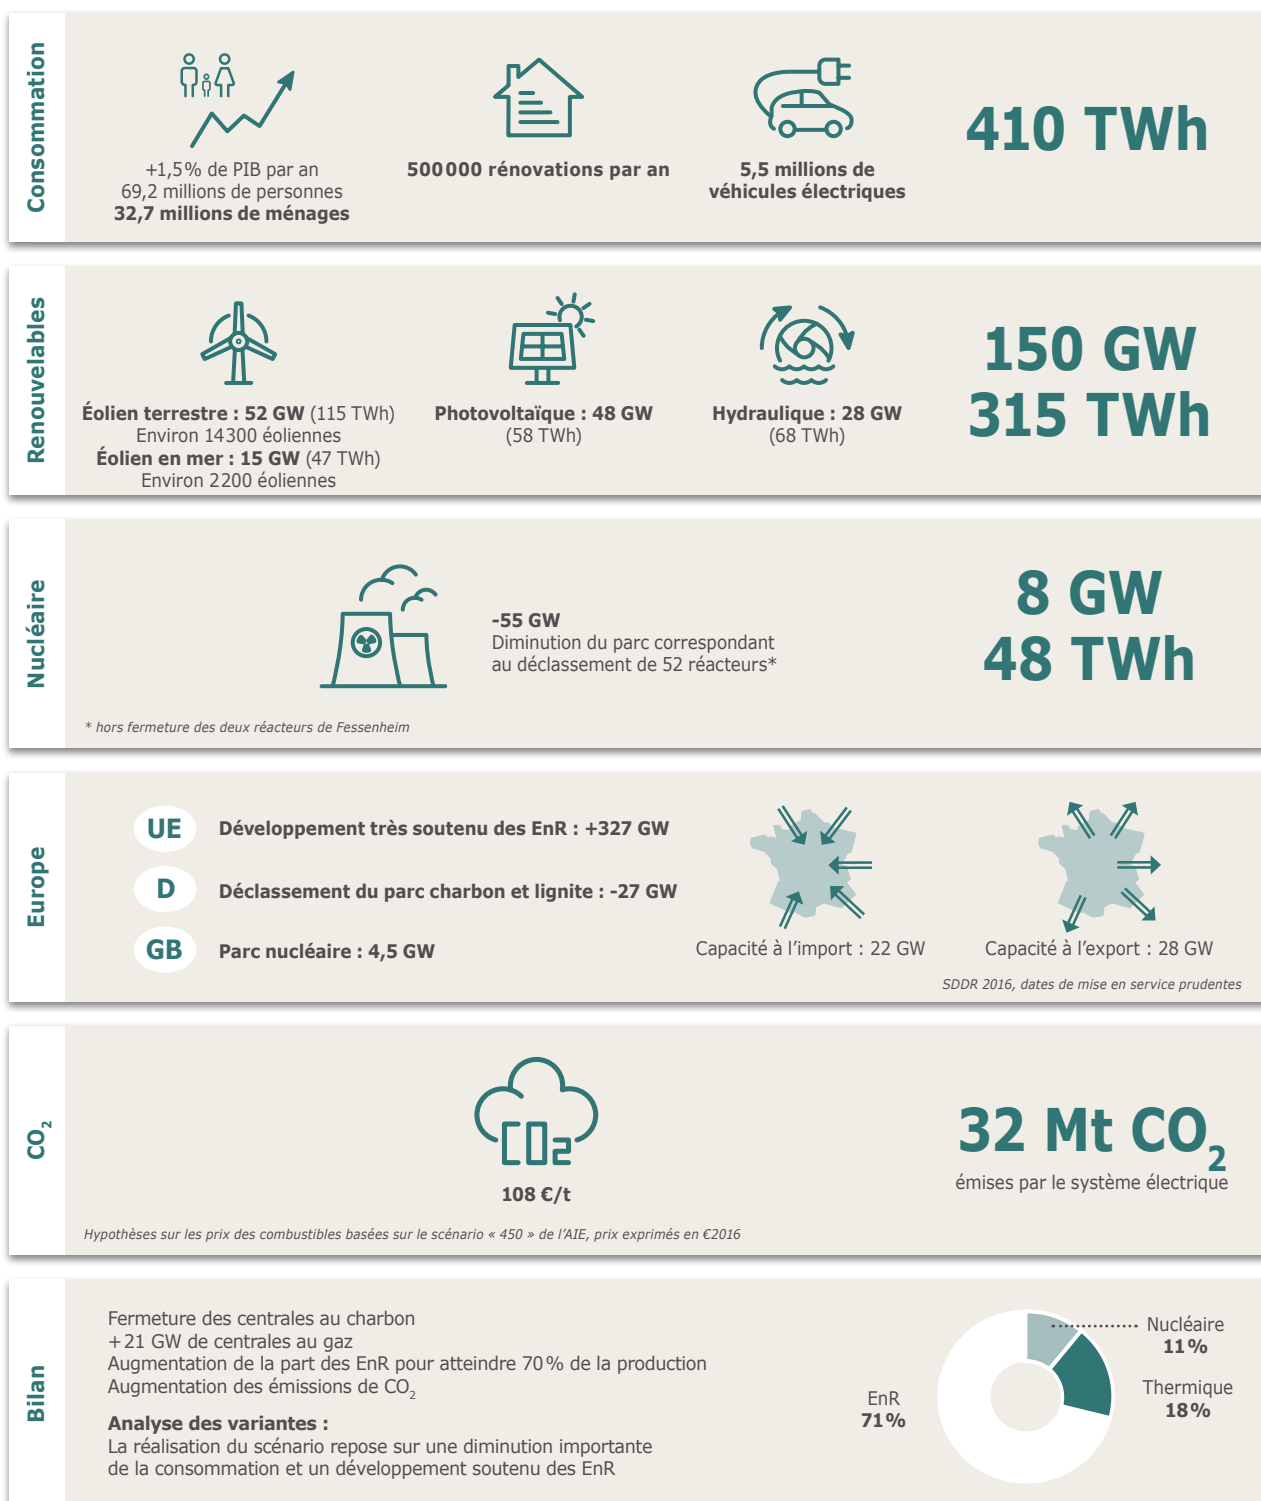 Consommation
+1,5% de PIB par an
69,2 millions de personnes
32,7 millions de ménages
500000 rénovations par an
5,5 millions de
véhicules électriques
410 TWh
Renouvelables
Éolien terrestre : 52 GW (115 TWh)
Environ 14300 éoliennes
Éolien en mer : 15 GW (47 TWh)
Environ 2200 éoliennes
Photovoltaïque : 48 GW
(58 TWh)
Hydraulique : 28 GW
(68 TWh)
150 GW
315 TWh
Nucléaire
-55 GW
Diminution du parc correspondant
au déclassement de 52 réacteurs*
8 GW
48 TWh
* hors fermeture des deux réacteurs de Fessenheim
Europe
UE Développement très soutenu des EnR : +327 GW
D Déclassement du parc charbon et lignite : -27 GW
GB Parc nucléaire : 4,5 GW
Capacité à l'import : 22 GW
Capacité à l'export : 28 GW
SDDR 2016, dates de mise en service prudentes
CO2
CO2
108 €/t
32 Mt CO2
émises par le système électrique
Hypothèses sur les prix des combustibles basées sur le scénario « 450 » de l'AIE, prix exprimés en €2016
Bilan
Fermeture des centrales au charbon
+21 GW de centrales au gaz
Augmentation de la part des EnR pour atteindre 70% de la production
Augmentation des émissions de CO2
Analyse des variantes :
La réalisation du scénario repose sur une diminution importante
de la consommation et un développement soutenu des EnR
EnR
71%
Nucléaire
11%
Thermique
18%